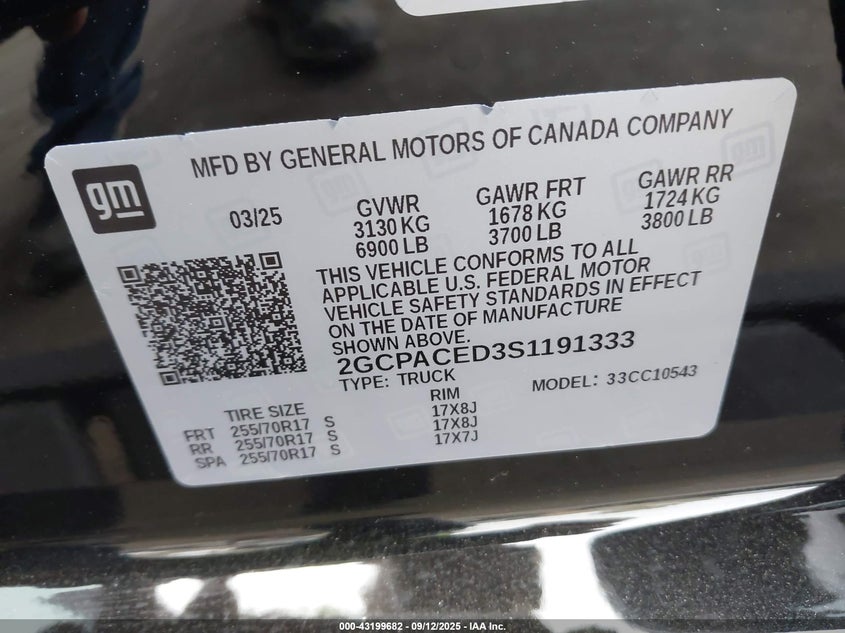 MFD BY GENERAL MOTORS OF CANADA COMPANY
gm
03/25
GVWR
3130 KG
6900 LB
GAWR FRT
1678 KG
3700 LB
GAWR RR
1724 KG
3800 LB
THIS VEHICLE CONFORMS TO ALL
APPLICABLE U.S. FEDERAL MOTOR
VEHICLE SAFETY STANDARDS IN EFFECT
ON THE DATE OF MANUFACTURE
SHOWN ABOVE.
2GCPACED3S1191333
TYPE: TRUCK MODEL: 33CC10543
TIRE SIZE RIM
FRT 255/70R17 S 17X8J
RR 255/70R17 S 17X8J
SPA 255/70R17 S 17X7J
000-43199682 - 09/12/2025 - IAA Inc.